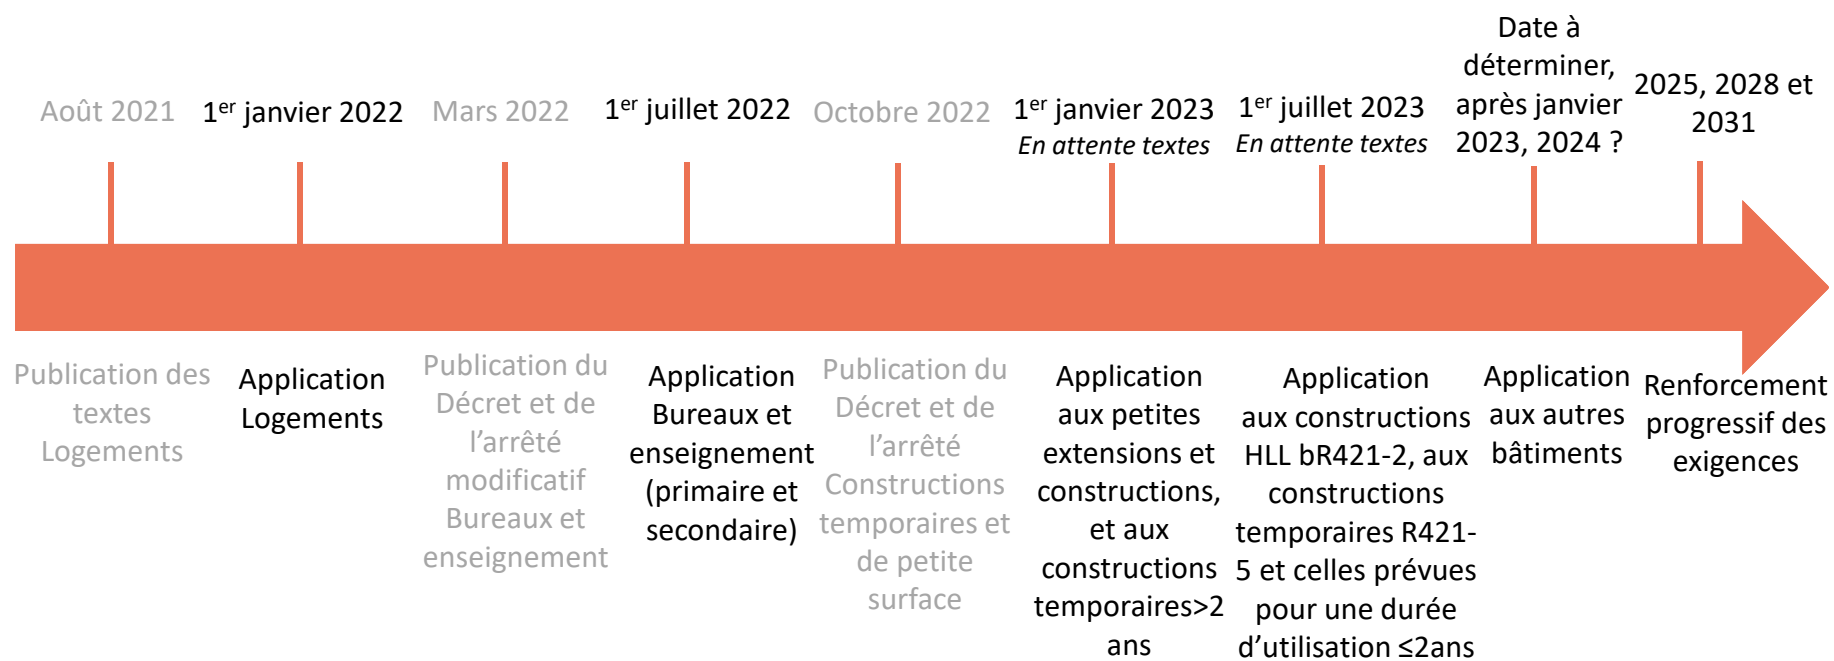 Août 2021
1er janvier 2022
Mars 2022
1er juillet 2022
Octobre 2022
1er janvier 2023
En attente textes
1er juillet 2023
En attente textes
Date à
déterminer,
après janvier
2023, 2024 ?
2025, 2028 et
2031
Publication des
textes
Logements
Application
Logements
Publication du
Décret et de
l’arrêté
modificatif
Bureaux et
enseignement
Application
Bureaux et
enseignement
(primaire et
secondaire)
Publication du
Décret et de
l’arrêté
Constructions
temporaires et
de petite
surface
Application
aux petites
extensions et
constructions,
et aux
constructions
temporaires>2
ans
Application
aux constructions
HLL bR421-2, aux
constructions
temporaires R421-
5 et celles prévues
pour une durée
d’utilisation ≤2ans
Application
aux autres
bâtiments
Renforcement
progressif des
exigences